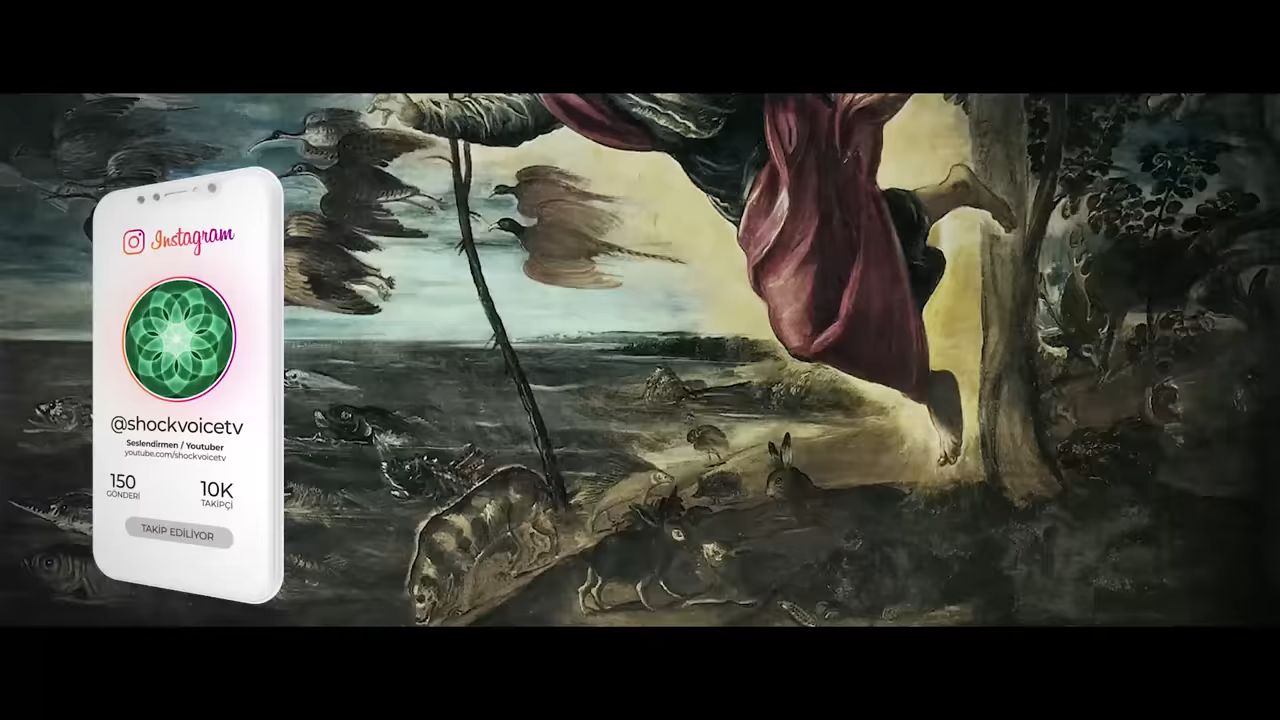 Instagram
@shockvoicetv
Seslendirmen / Youtuber
youtube.com/shockvoicetv
150
GÖNDERİ
10K
TAKİPÇİ
TAKİP EDİLİYOR